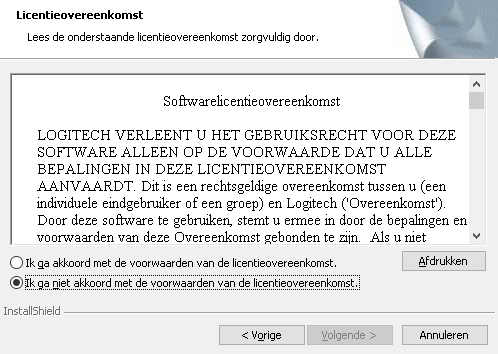 Licentieovereenkomst
Lees de onderstaande licentieovereenkomst zorgvuldig door.
Softwarelicentieovereenkomst
LOGITECH VERLEENT U HET GEBRUIKSRECHT VOOR DEZE
SOFTWARE ALLEEN OP DE VOORWAARDE DAT U ALLE
BEPALINGEN IN DEZE LICENTIEOVEREENKOMST
AANVAARDT. Dit is een rechtsgeldige overeenkomst tussen u (een
individuele eindgebruiker of een groep) en Logitech ('Overeenkomst').
Door deze software te gebruiken, stemt u ermee in door de bepalingen en
voorwaarden van deze Overeenkomst gebonden te zijn. Als u niet
Ik ga akkoord met de voorwaarden van de licentieovereenkomst.
Afdrukken
Ik ga niet akkoord met de voorwaarden van de licentieovereenkomst.
InstallShield
< Vorige
Volgende >
Annuleren